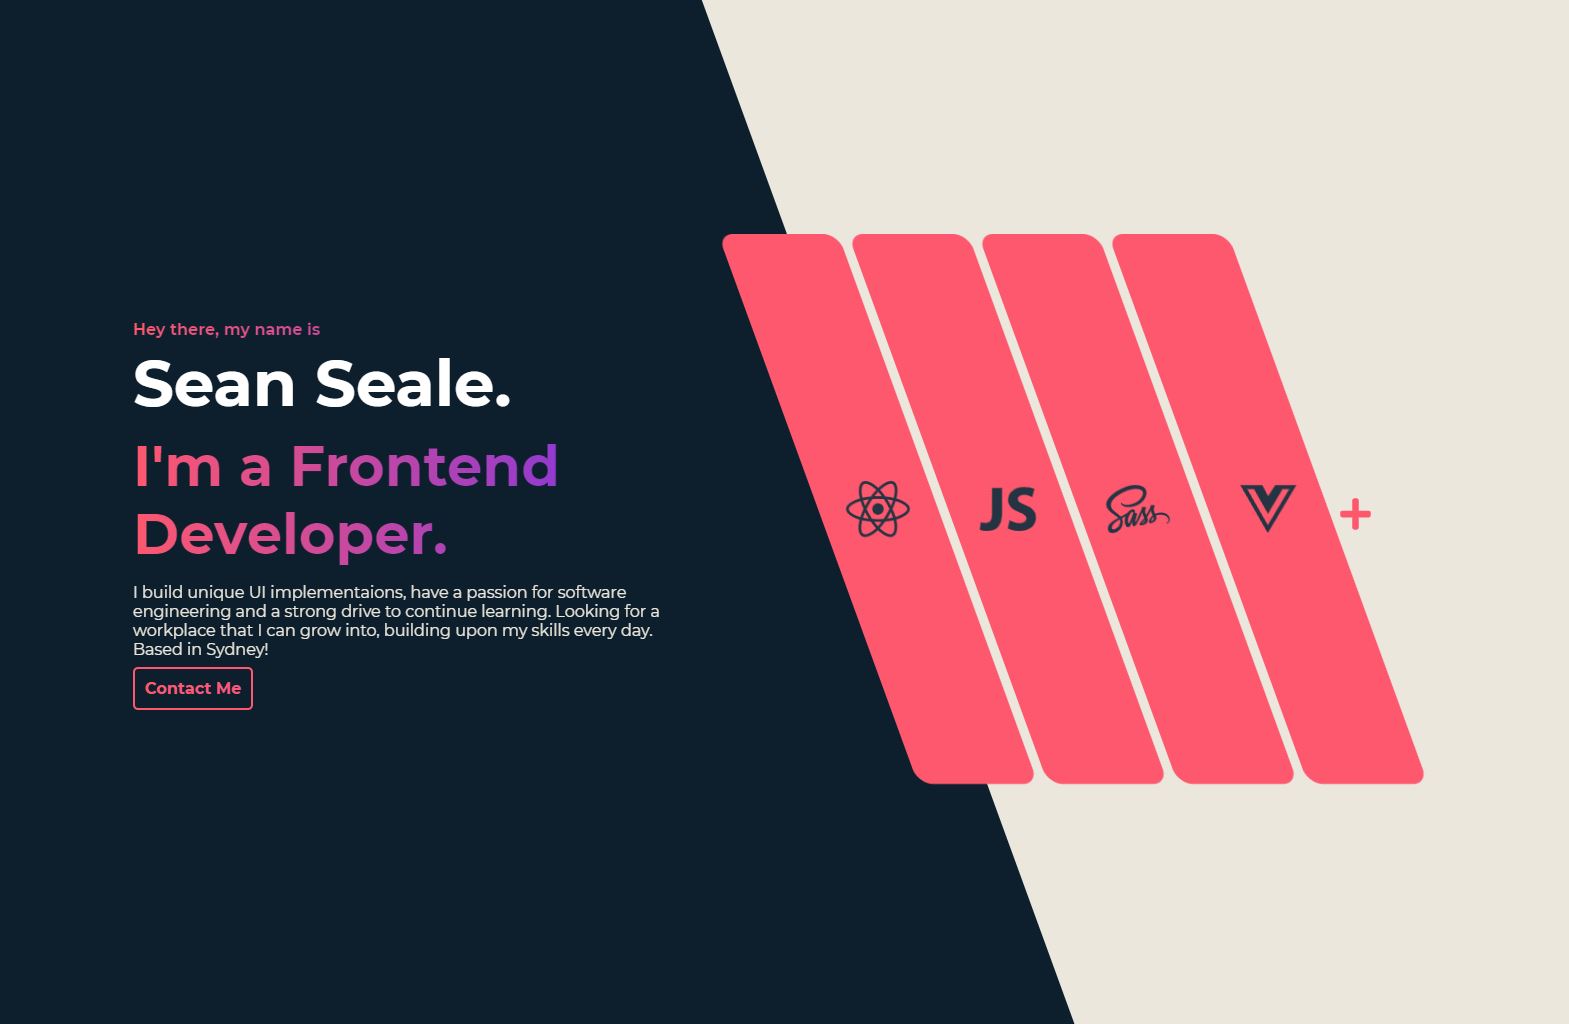 Hey there, my name is
Sean Seale.
I'm a Frontend
Developer.
I build unique UI implementaions, have a passion for software
engineering and a strong drive to continue learning. Looking for a
workplace that I can grow into, building upon my skills every day.
Based in Sydney!
Contact Me
JS
Sass
+